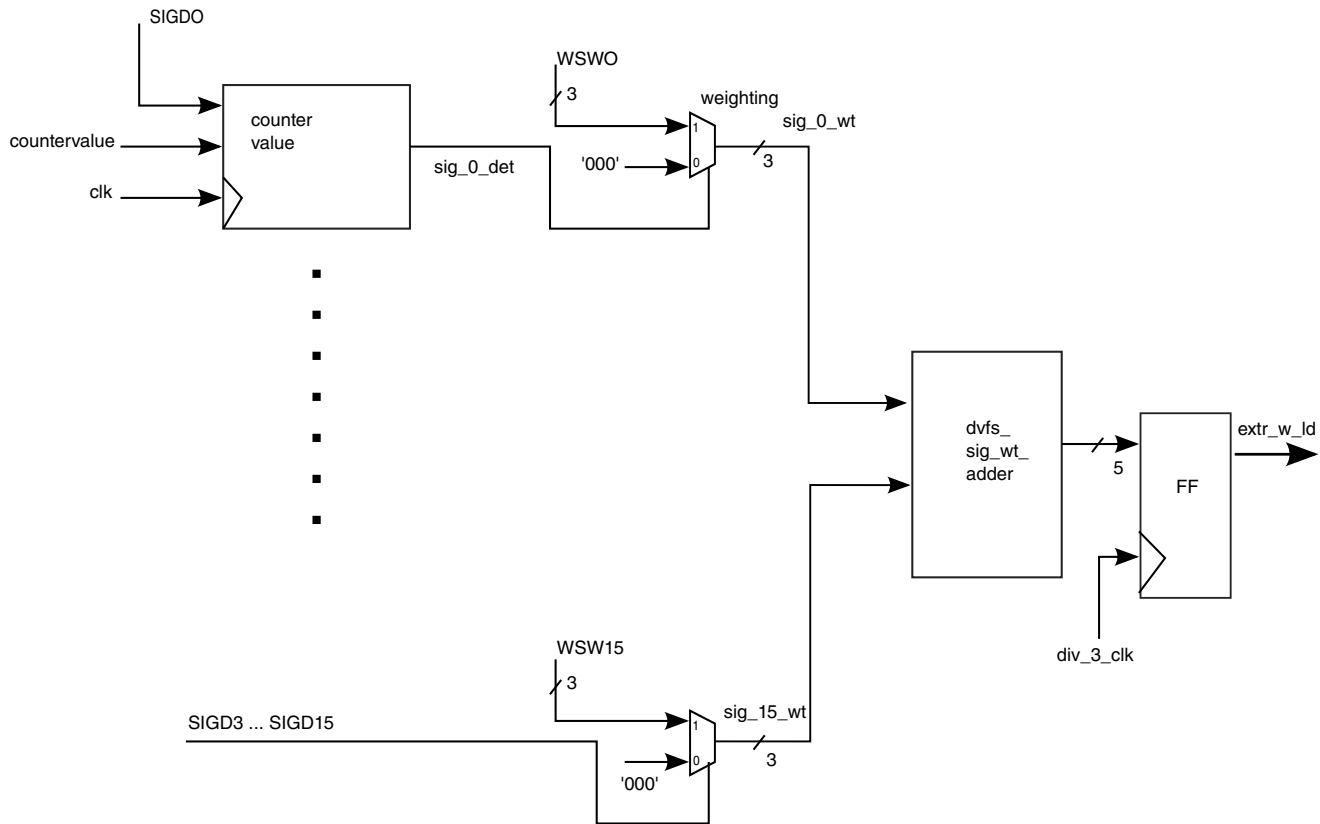 SIGDO
WSWO
3
weighting
sig_0_wt
counter
value
countervalue
clk
sig_0_det
1
'000'
0
3
dvfs_
sig_wt_
adder
5
FF
extr_w_ld
div_3_clk
WSW15
3
SIGD3 ... SIGD15
1
sig_15_wt
0
3
'000'